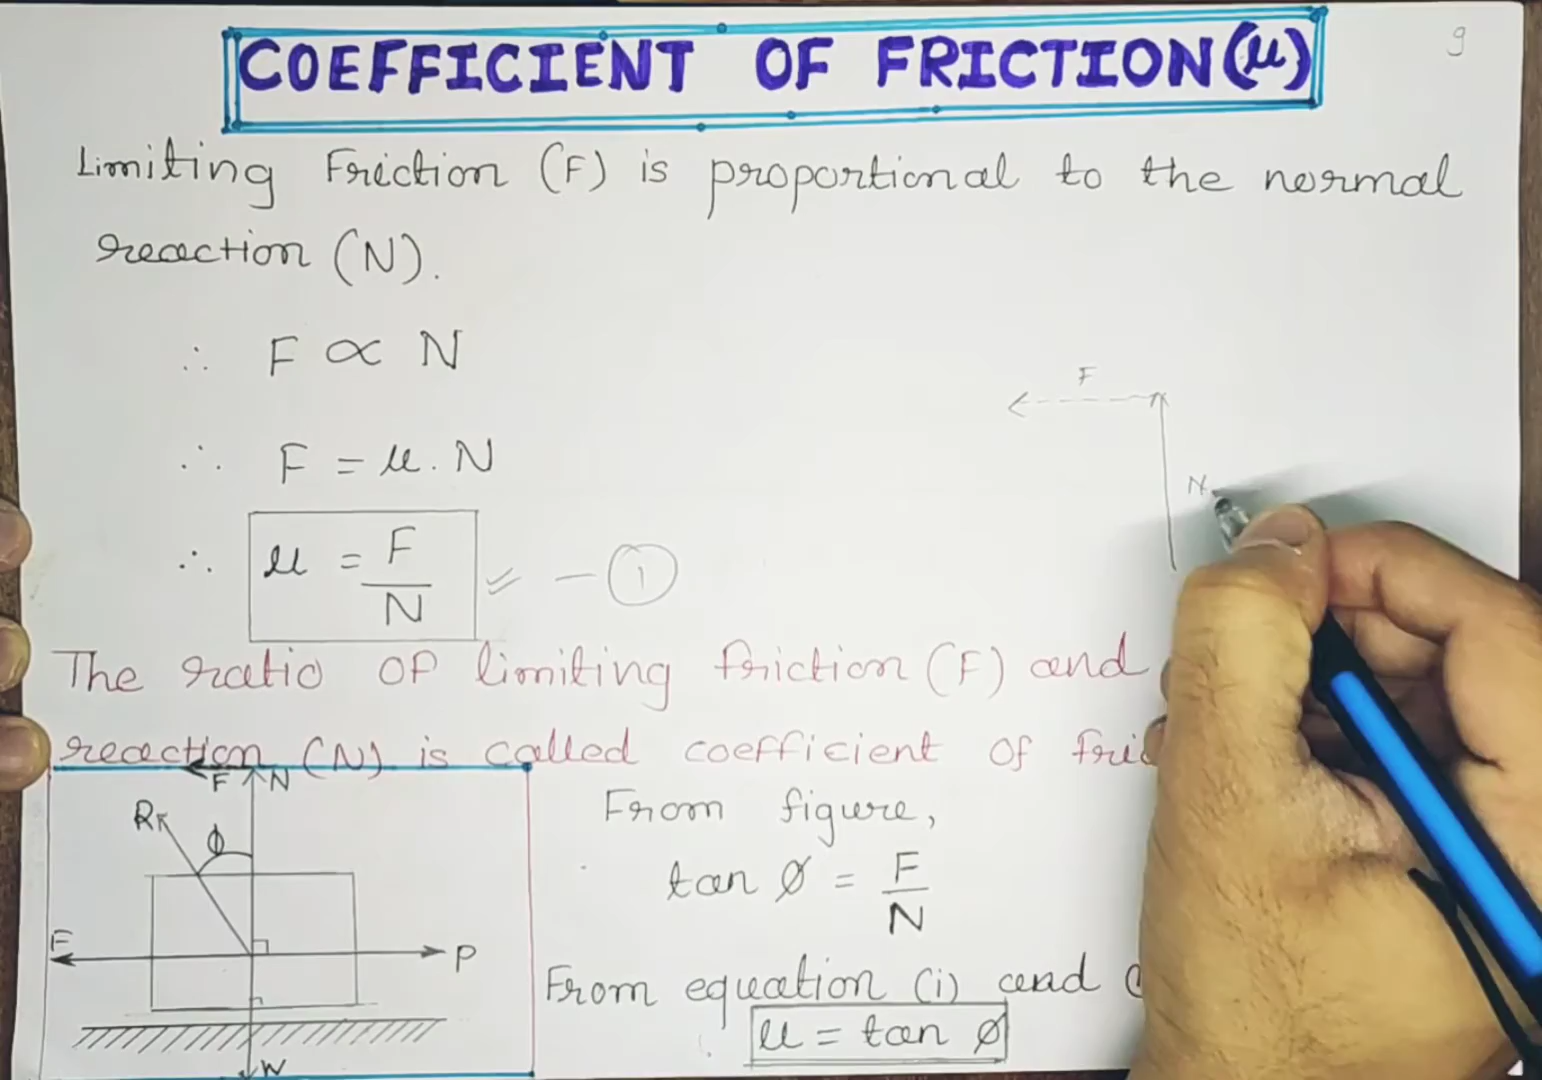 COEFFICIENT OF FRICTION (μ)
9
Limiting Friction (F) is proportional to the normal
reaction (N).
∴ F ∝ N
∴ F = μ . N
∴ μ = F/N — ①
F
N
The ratio of limiting friction (F) and
reaction (N) is called coefficient of
F N
R
ϕ
F
P
W
From figure,
tan ϕ = F/N
From equation (i) and
μ = tan ϕ